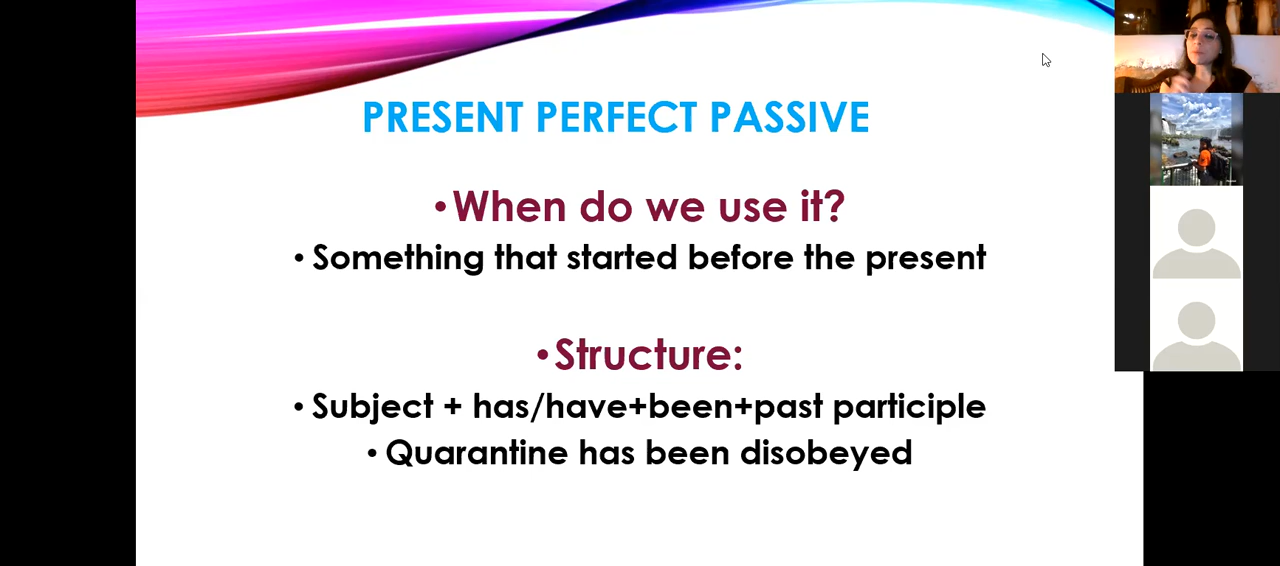 PRESENT PERFECT PASSIVE
•When do we use it?
• Something that started before the present
•Structure:
• Subject + has/have+been+past participle
• Quarantine has been disobeyed